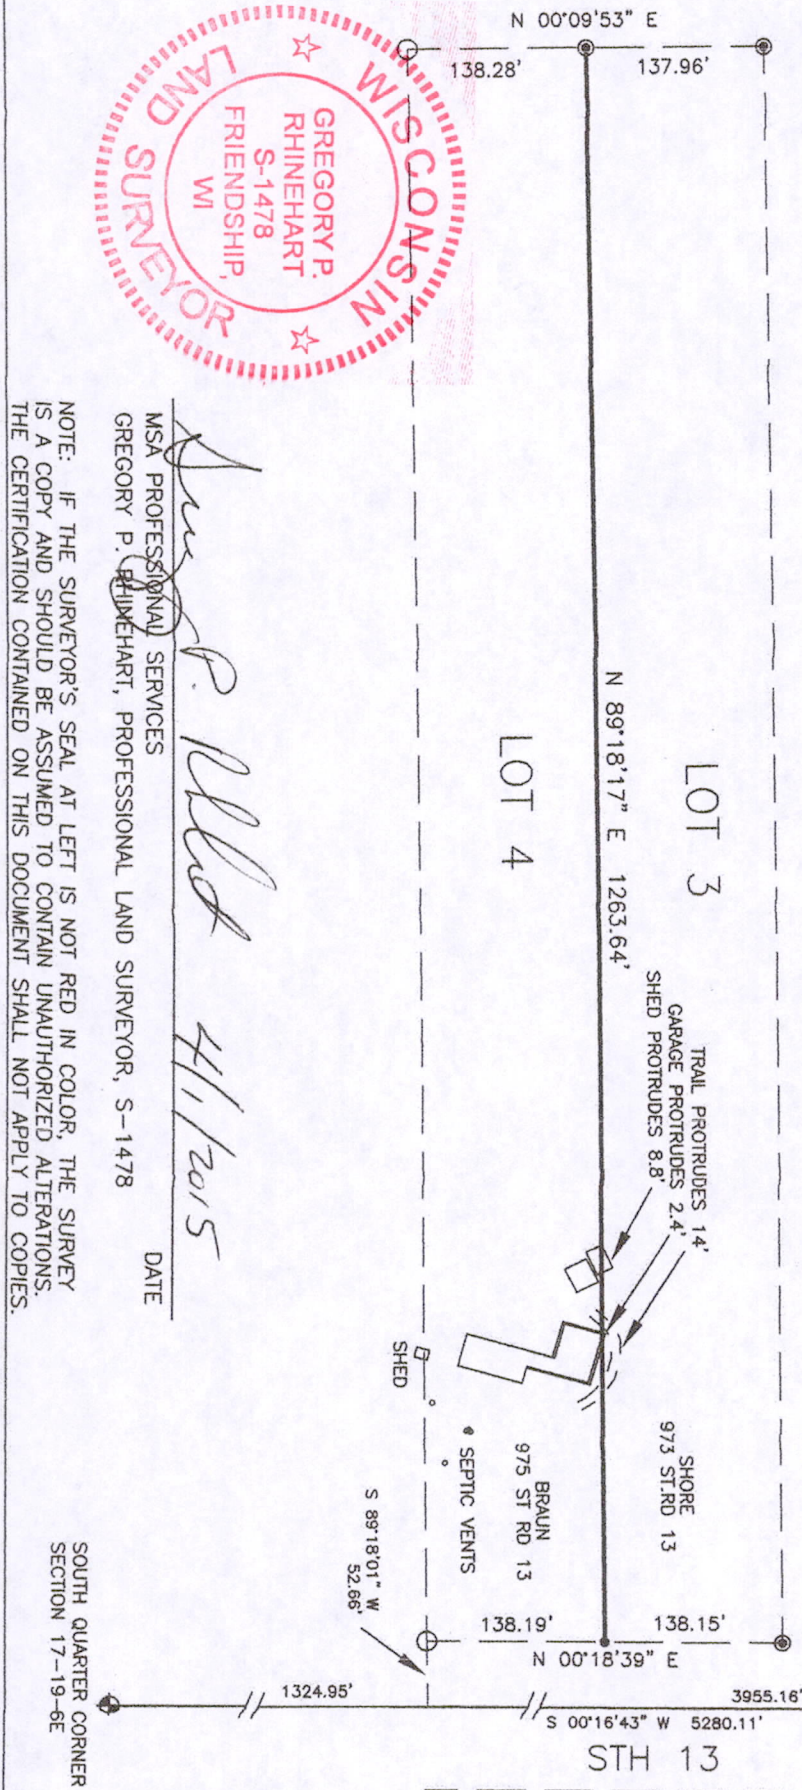 N 00°09'53" E
138.28'
137.96'
WISCONSIN
LAND SURVEYOR
GREGORY P.
RHINEHART
S-1478
FRIENDSHIP,
WI
LOT 3
N 89°18'17" E 1263.64'
LOT 4
TRAIL PROTRUDES 14'
GARAGE PROTRUDES 2.4'
SHED PROTRUDES 8.8'
SHED
SEPTIC VENTS
BRAUN
975 ST RD 13
SHORE
973 ST.RD 13
S 89°18'01" W
52.66'
138.19'
138.15'
N 00°18'39" E
1324.95'
3955.16'
S 00°16'43" W 5280.11'
STH 13
SOUTH QUARTER CORNER
SECTION 17-19-6E
4/1/2015
MSA PROFESSIONAL SERVICES
GREGORY P. RHINEHART, PROFESSIONAL LAND SURVEYOR, S-1478
DATE
NOTE: IF THE SURVEYOR'S SEAL AT LEFT IS NOT RED IN COLOR, THE SURVEY
IS A COPY AND SHOULD BE ASSUMED TO CONTAIN UNAUTHORIZED ALTERATIONS.
THE CERTIFICATION CONTAINED ON THIS DOCUMENT SHALL NOT APPLY TO COPIES.